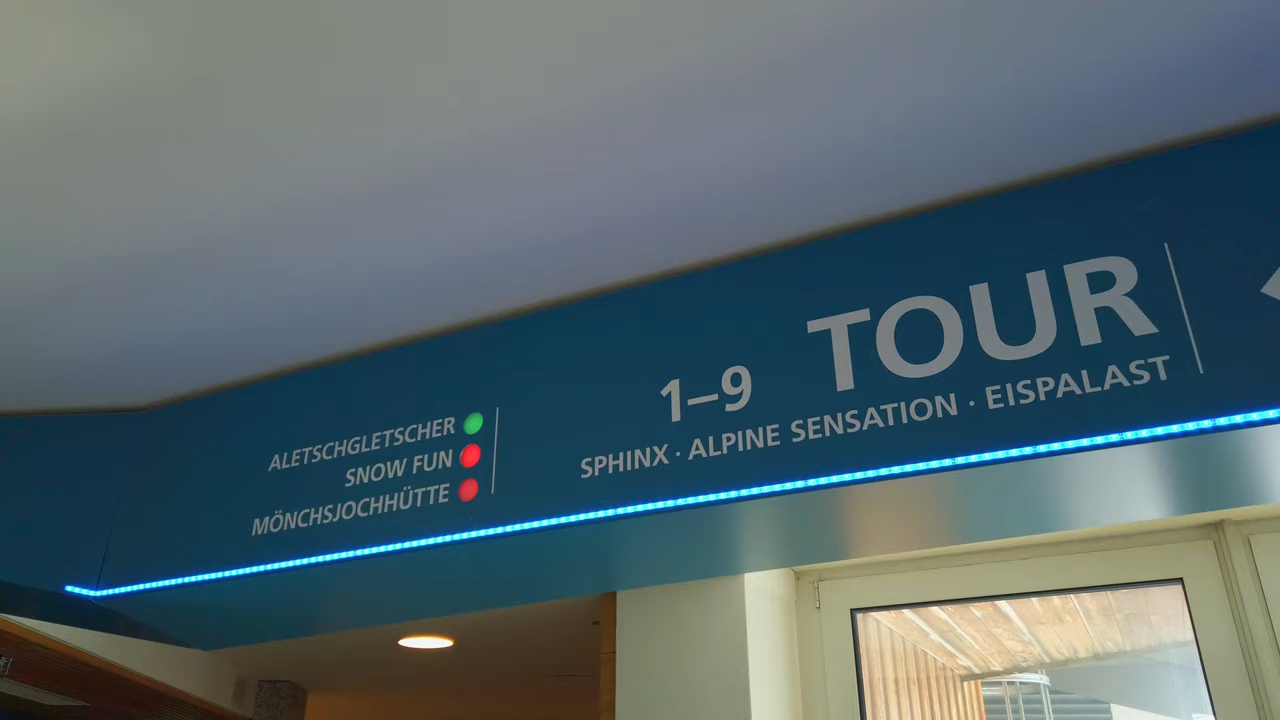 ALETSCHGLETSCHER
SNOW FUN
MÖNCHSJOCHHÜTTE
1–9 TOUR
SPHINX · ALPINE SENSATION · EISPALAST